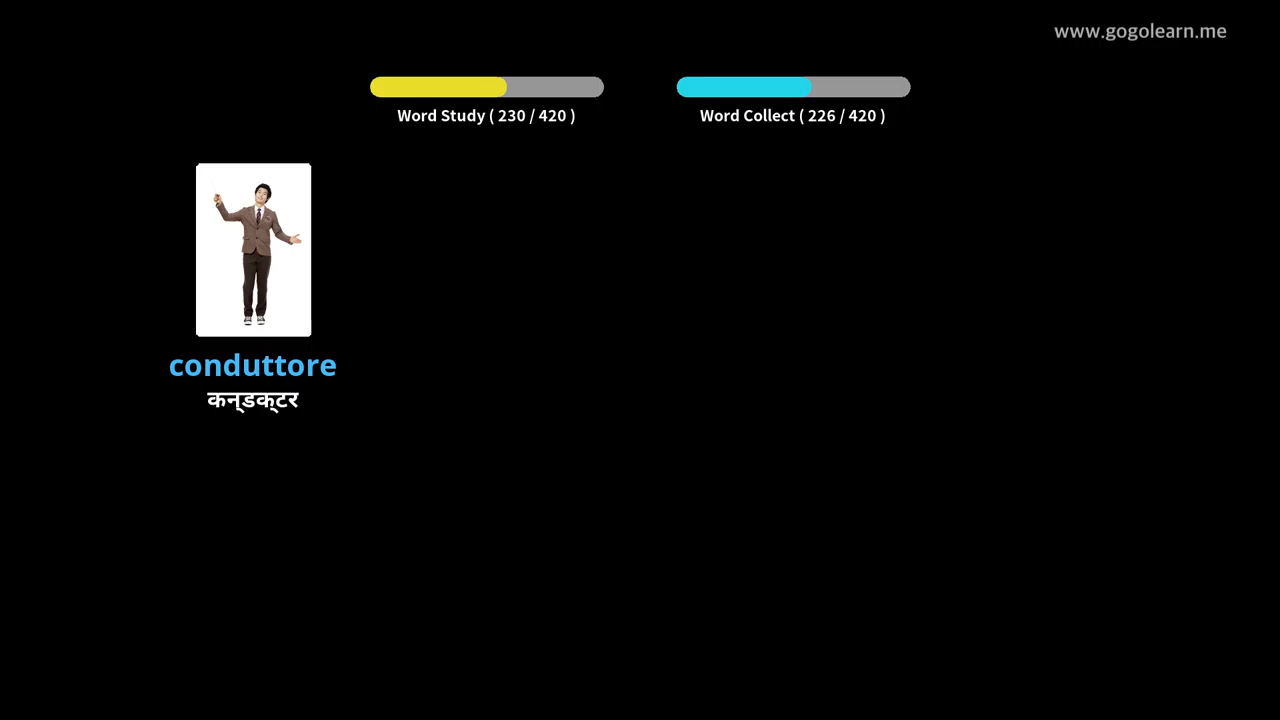 www.gogolearn.me
Word Study ( 230 / 420 )
Word Collect ( 226 / 420 )
conduttore
कन्डक्टर